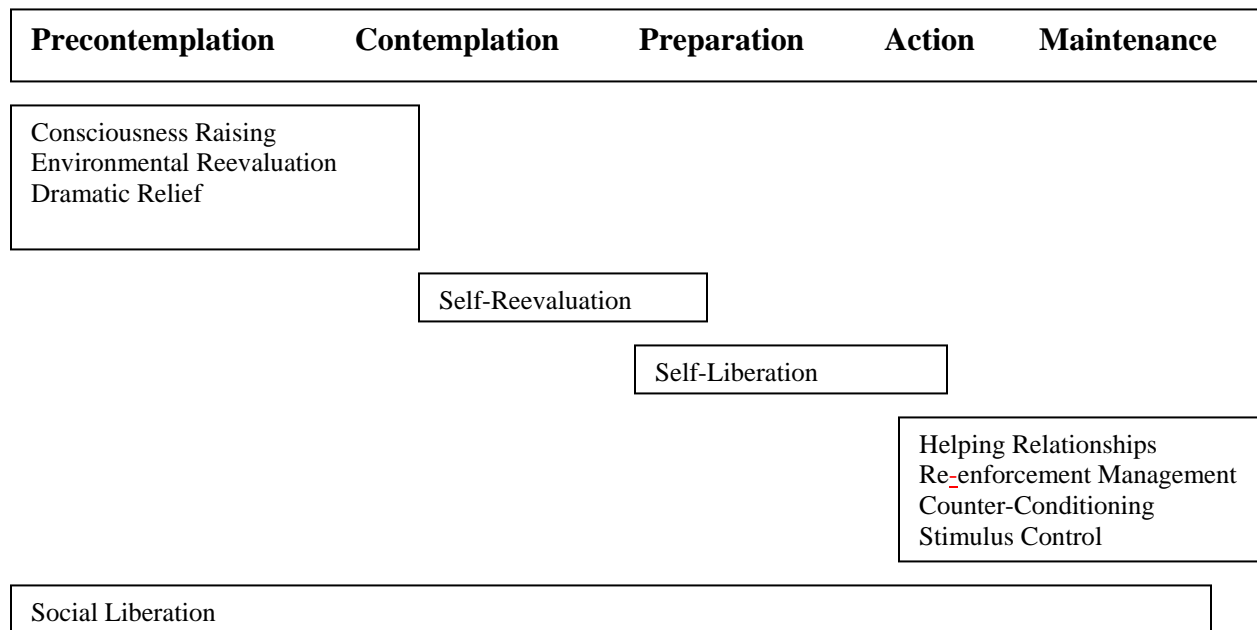 Precontemplation Contemplation Preparation Action Maintenance
Consciousness Raising
Environmental Reevaluation
Dramatic Relief
Self-Reevaluation
Self-Liberation
Helping Relationships
Re-enforcement Management
Counter-Conditioning
Stimulus Control
Social Liberation